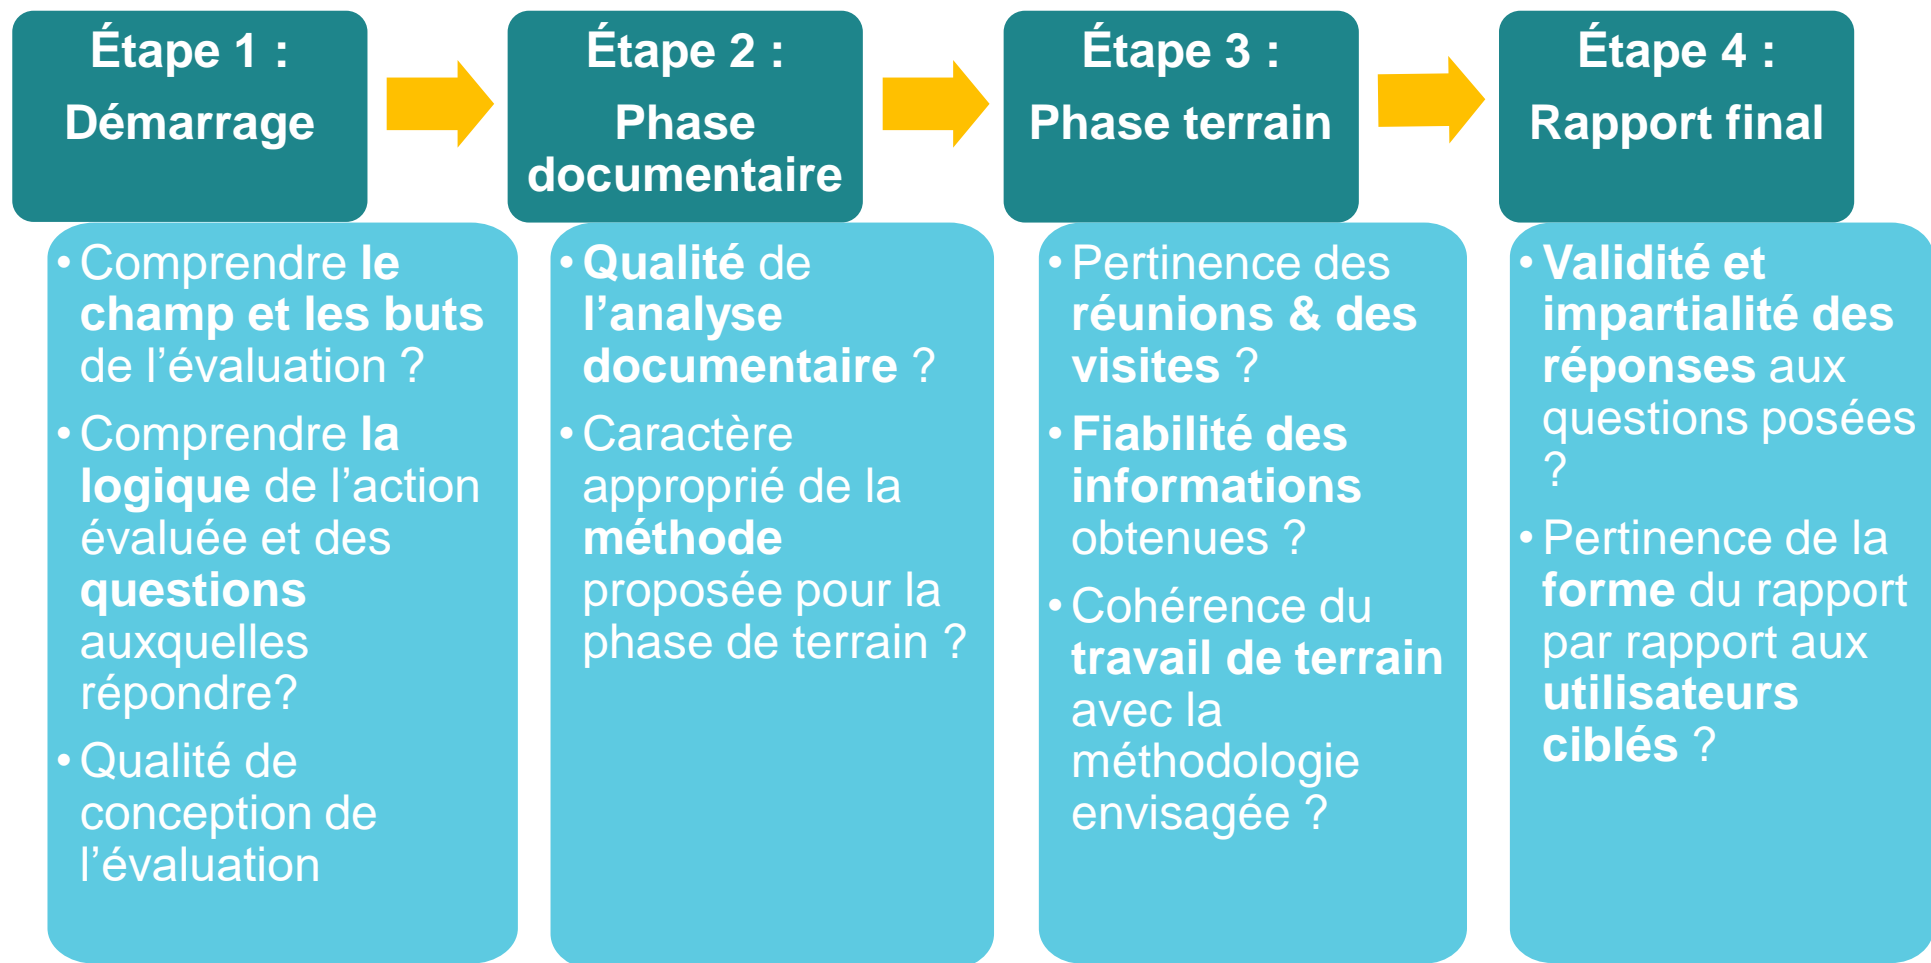 Étape 1 :
Démarrage
• Comprendre le
champ et les buts
de l’évaluation ?
• Comprendre la
logique de l’action
évaluée et des
questions
auxquelles
répondre?
• Qualité de
conception de
l’évaluation
Étape 2 :
Phase
documentaire
• Qualité de
l’analyse
documentaire ?
• Caractère
approprié de la
méthode
proposée pour la
phase de terrain ?
Étape 3 :
Phase terrain
• Pertinence des
réunions & des
visites ?
• Fiabilité des
informations
obtenues ?
• Cohérence du
travail de terrain
avec la
méthodologie
envisagée ?
Étape 4 :
Rapport final
• Validité et
impartialité des
réponses aux
questions posées
?
• Pertinence de la
forme du rapport
par rapport aux
utilisateurs
ciblés ?